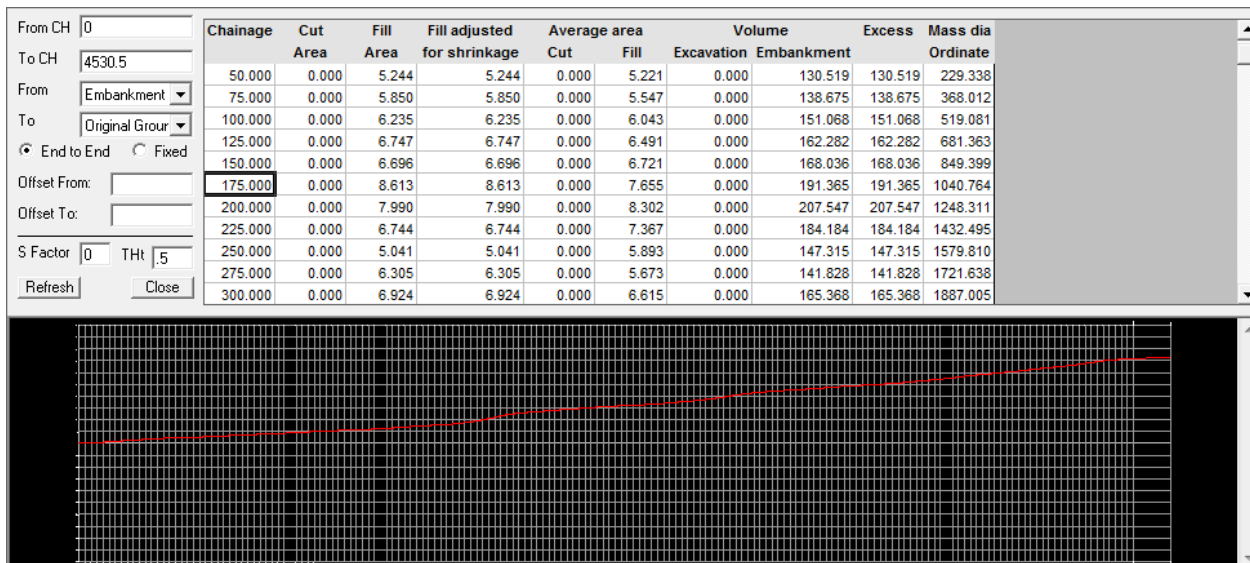 From CH 0
To CH 4530.5
From Embankment
To Original Grour
End to End Fixed
Offset From:
Offset To:
S Factor 0 THt .5
Refresh Close
Chainage Cut Fill Fill adjusted Average area Volume Excess Mass dia
Area Area for shrinkage Cut Fill Excavation Embankment Ordinate
50.000 0.000 5.244 5.244 0.000 5.221 0.000 130.519 130.519 229.338
75.000 0.000 5.850 5.850 0.000 5.547 0.000 138.675 138.675 368.012
100.000 0.000 6.235 6.235 0.000 6.043 0.000 151.068 151.068 519.081
125.000 0.000 6.747 6.747 0.000 6.491 0.000 162.282 162.282 681.363
150.000 0.000 6.696 6.696 0.000 6.721 0.000 168.036 168.036 849.399
175.000 0.000 8.613 8.613 0.000 7.655 0.000 191.365 191.365 1040.764
200.000 0.000 7.990 7.990 0.000 8.302 0.000 207.547 207.547 1248.311
225.000 0.000 6.744 6.744 0.000 7.367 0.000 184.184 184.184 1432.495
250.000 0.000 5.041 5.041 0.000 5.893 0.000 147.315 147.315 1579.810
275.000 0.000 6.305 6.305 0.000 5.673 0.000 141.828 141.828 1721.638
300.000 0.000 6.924 6.924 0.000 6.615 0.000 165.368 165.368 1887.005